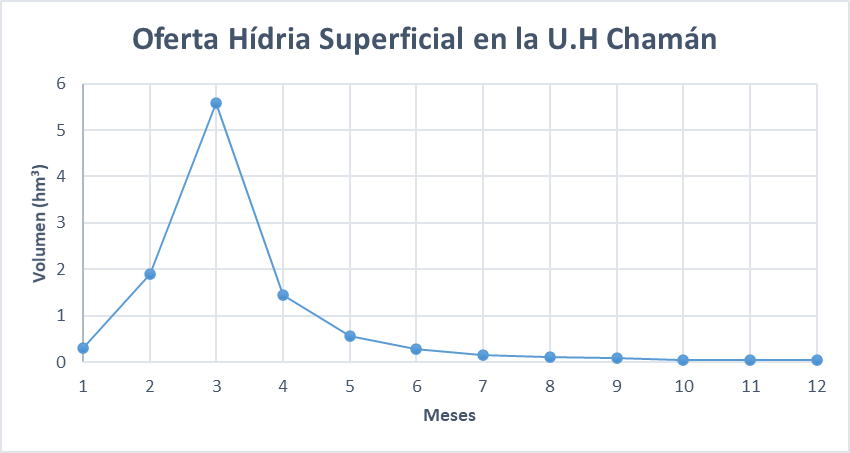 Oferta Hídria Superficial en la U.H Chamán
Volumen (hm³)
6
5
4
3
2
1
0
1 2 3 4 5 6 7 8 9 10 11 12
Meses